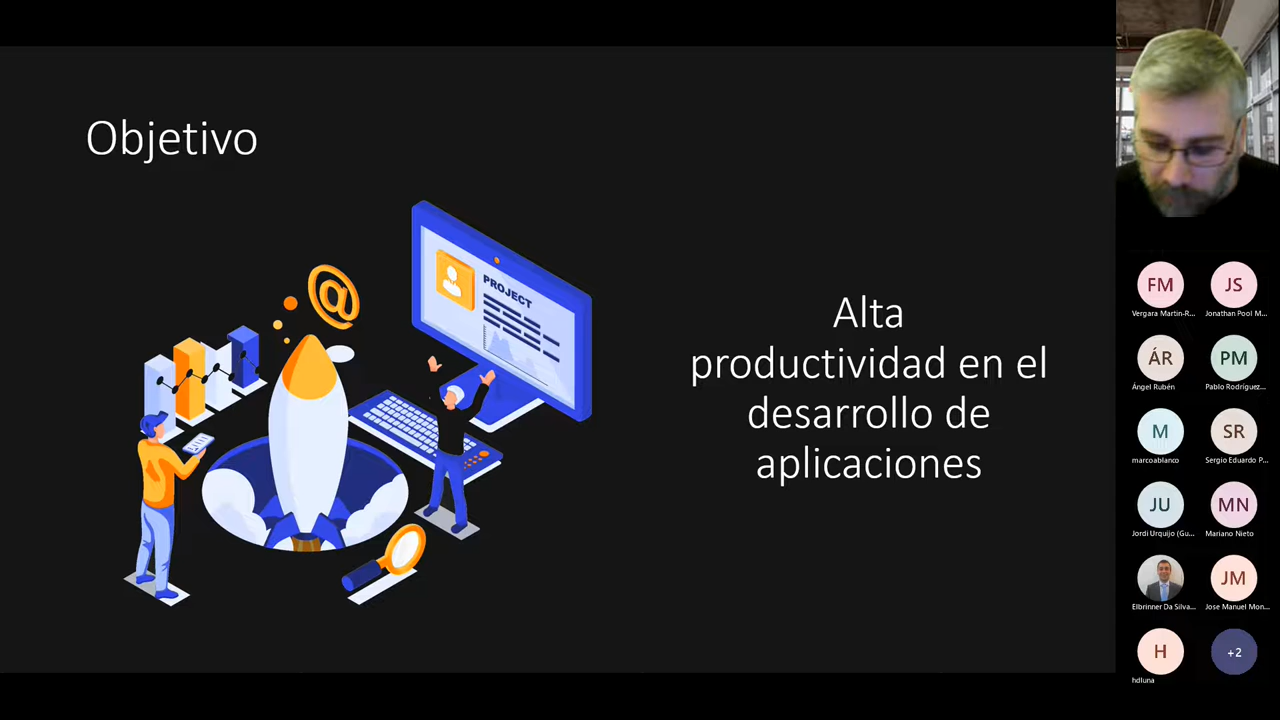 Objetivo
@
PROJECT
Alta
productividad en el
desarrollo de
aplicaciones
FM
JS
Vergara Martin-R...
Jonathan Pool M...
ÁR
PM
Ángel Rubén
Pablo Rodríguez...
M
SR
marcoablanco
Sergio Eduardo P...
JU
MN
Jordi Urquijo (Gu...
Mariano Nieto
JM
Elbrinner Da Silva...
Jose Manuel Mon...
H
+2
hdluna